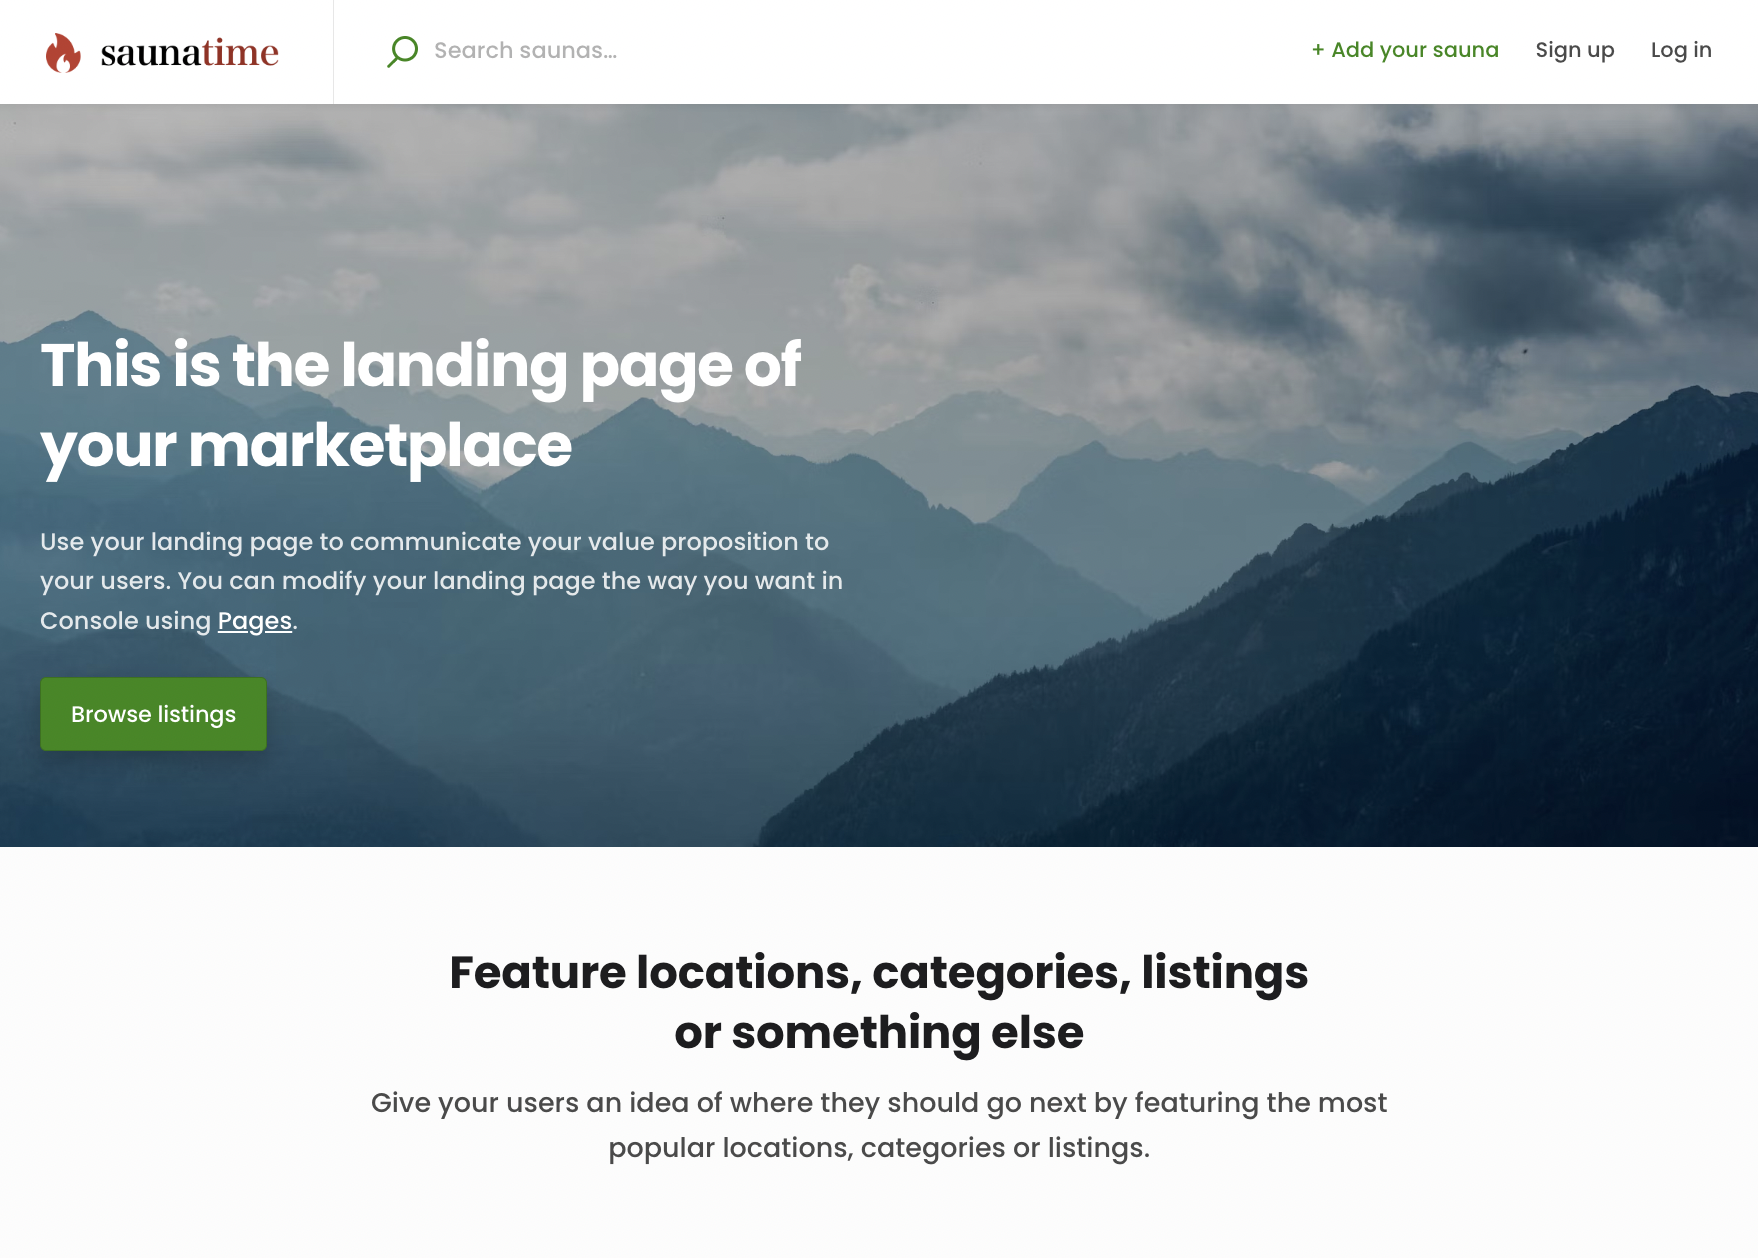 saunatime
Search saunas...
+ Add your sauna
Sign up
Log in
This is the landing page of
your marketplace
Use your landing page to communicate your value proposition to
your users. You can modify your landing page the way you want in
Console using Pages.
Browse listings
Feature locations, categories, listings
or something else
Give your users an idea of where they should go next by featuring the most
popular locations, categories or listings.